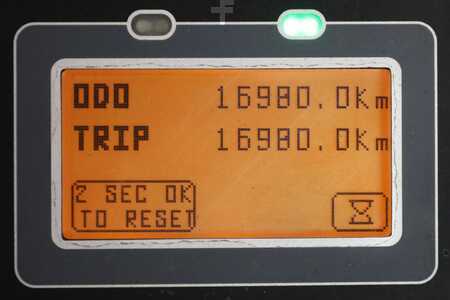 ODO 16980.0Km
TRIP 16980.0Km
2 SEC OK
TO RESET